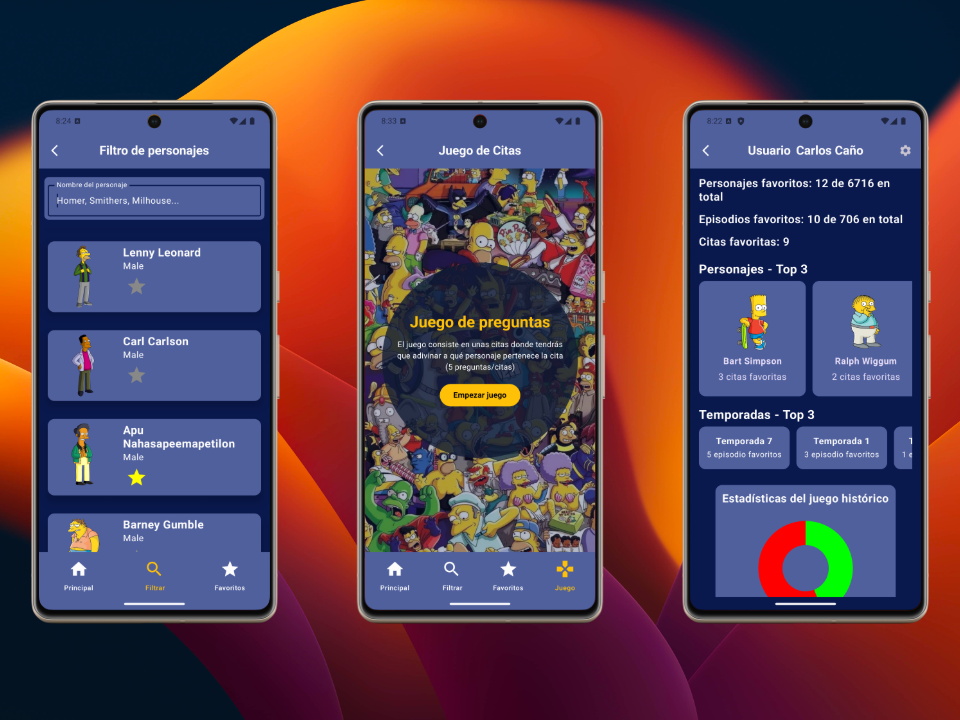 8:24
Filtro de personajes
Nombre del personaje
Homer, Smithers, Milhouse...
Lenny Leonard
Male
Carl Carlson
Male
Apu
Nahasapeemapetilon
Male
Barney Gumble
Male
Principal
Filtrar
Favoritos
8:33
Juego de Citas
Juego de preguntas
El juego consiste en unas citas donde tendrás
que adivinar a qué personaje pertenece la cita
(5 preguntas/citas)
Empezar juego
Principal
Filtrar
Favoritos
Juego
8:22
Usuario Carlos Caño
Personajes favoritos: 12 de 6716 en
total
Episodios favoritos: 10 de 706 en total
Citas favoritas: 9
Personajes - Top 3
Bart Simpson
3 citas favoritas
Ralph Wiggum
2 citas favoritas
Temporadas - Top 3
Temporada 7
5 episodio favoritos
Temporada 1
3 episodio favoritos
Estadísticas del juego histórico